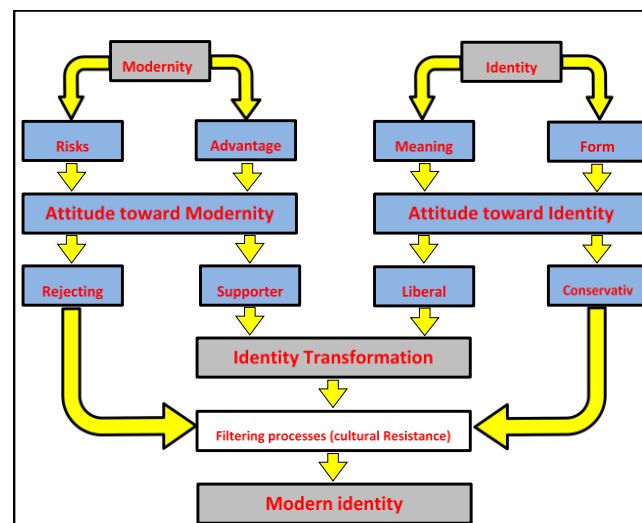 Modernity
Identity
Risks
Advantage
Meaning
Form
Attitude toward Modernity
Attitude toward Identity
Rejecting
Supporter
Liberal
Conservativ
Identity Transformation
Filtering processes (cultural Resistance)
Modern identity